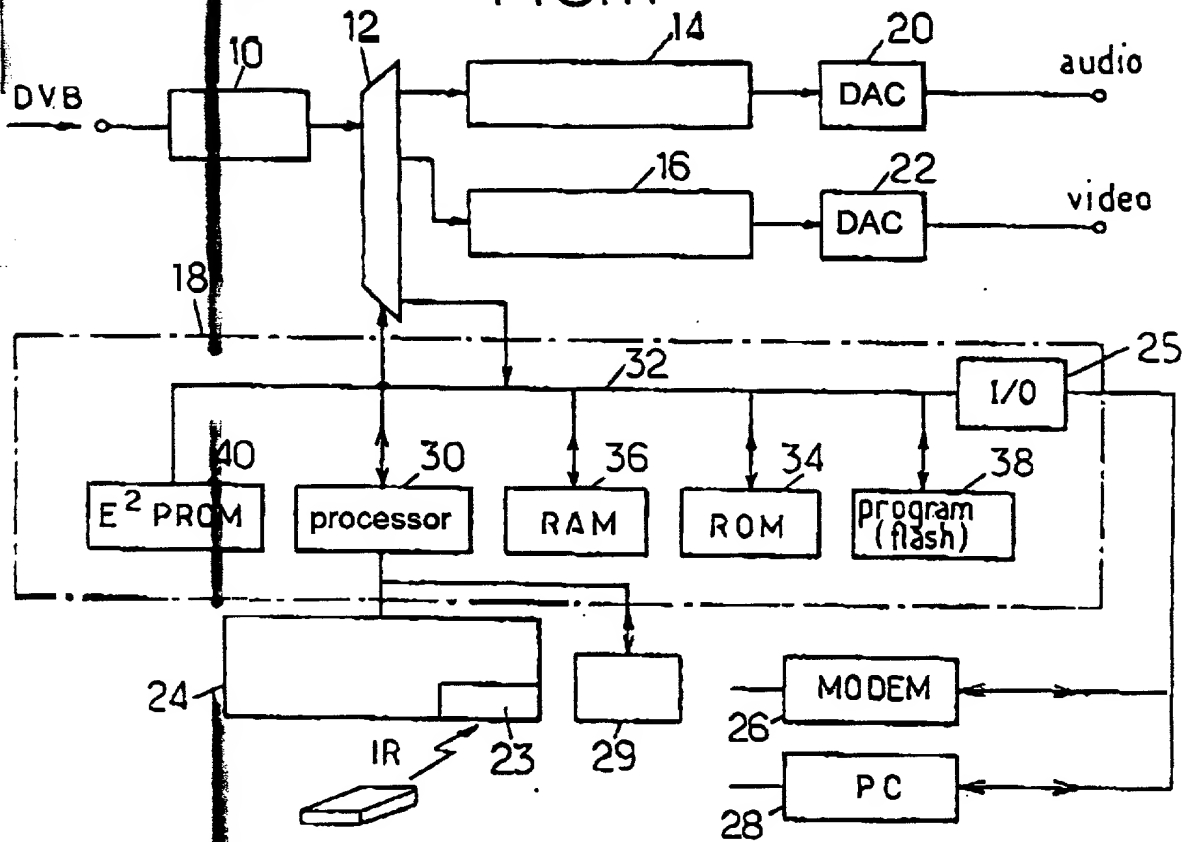 12
14
20
audio
10
DVB
DAC
16
22
video
DAC
18
32
25
I/O
40
30
36
34
38
E² PROM
processor
RAM
ROM
program
(flash)
24
23
29
MODEM
26
IR
PC
28